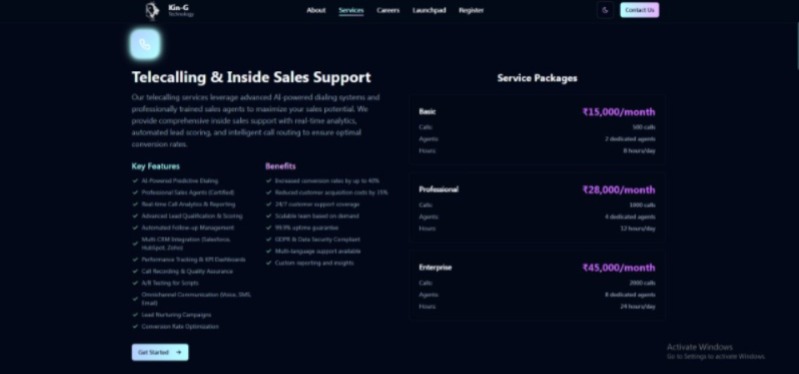 Kin-G
Technology
About
Services
Careers
Launchpad
Register
Contact Us
Telecalling & Inside Sales Support
Our telecalling services leverage advanced AI-powered dialing systems and
professionally trained sales agents to maximize your sales potential. We
provide comprehensive inside sales support with real-time analytics,
automated lead scoring, and intelligent call routing to ensure optimal
conversion rates.
Key Features
AI-Powered Predictive Dialing
Professional Sales Agents (Certified)
Real-time Call Analytics & Reporting
Advanced Lead Qualification & Scoring
Automated Follow-up Management
Multi-CRM Integration (Salesforce,
HubSpot, Zoho)
Performance Tracking & KPI Dashboards
Call Recording & Quality Assurance
A/B Testing for Scripts
Omnichannel Communication (Voice, SMS,
Email)
Lead Nurturing Campaigns
Conversion Rate Optimization
Benefits
Increased conversion rates by up to 40%
Reduced customer acquisition costs by 35%
24/7 customer support coverage
Scalable team based on demand
99.9% uptime guarantee
GDPR & Data Security Compliant
Multi-language support available
Custom reporting and insights
Get Started →
Service Packages
Basic ₹15,000/month
Calls: 500 calls
Agents: 2 dedicated agents
Hours: 8 hours/day
Professional ₹28,000/month
Calls: 1000 calls
Agents: 4 dedicated agents
Hours: 12 hours/day
Enterprise ₹45,000/month
Calls: 2000 calls
Agents: 8 dedicated agents
Hours: 24 hours/day
Activate Windows
Go to Settings to activate Windows.